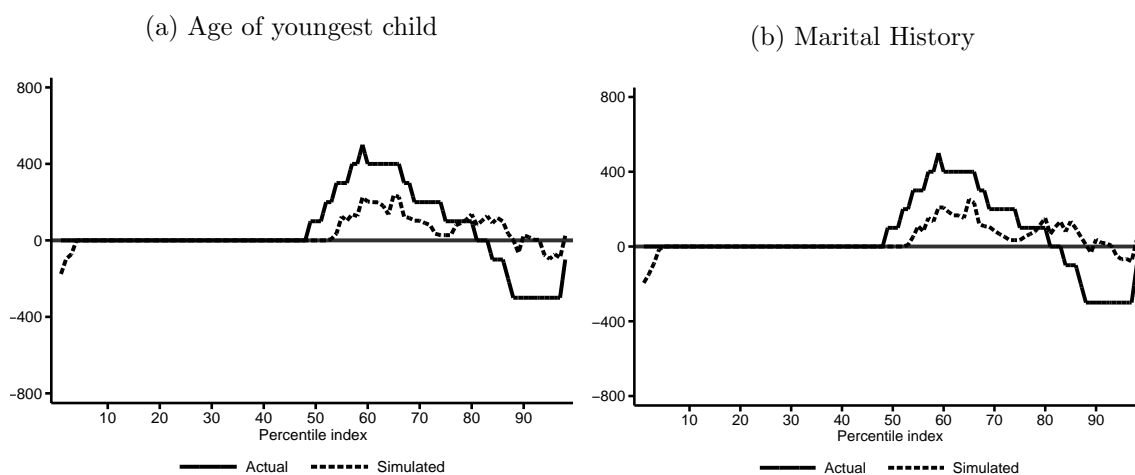 (a) Age of youngest child
800
400
0
–400
–800
10 20 30 40 50 60 70 80 90
Percentile index
Actual Simulated
(b) Marital History
800
400
0
–400
–800
10 20 30 40 50 60 70 80 90
Percentile index
Actual Simulated